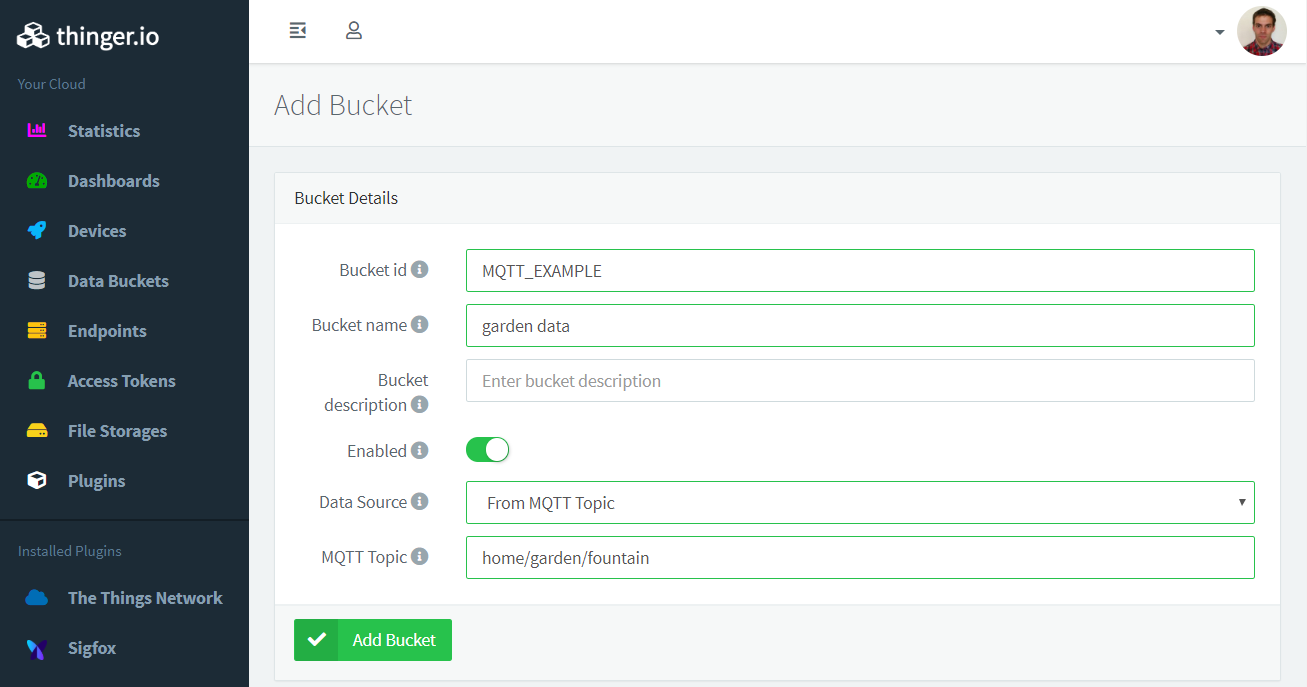 thinger.io
Your Cloud
Statistics
Dashboards
Devices
Data Buckets
Endpoints
Access Tokens
File Storages
Plugins
Installed Plugins
The Things Network
Sigfox
Add Bucket
Bucket Details
Bucket id
MQTT_EXAMPLE
Bucket name
garden data
Bucket
description
Enter bucket description
Enabled
Data Source
From MQTT Topic
MQTT Topic
home/garden/fountain
Add Bucket